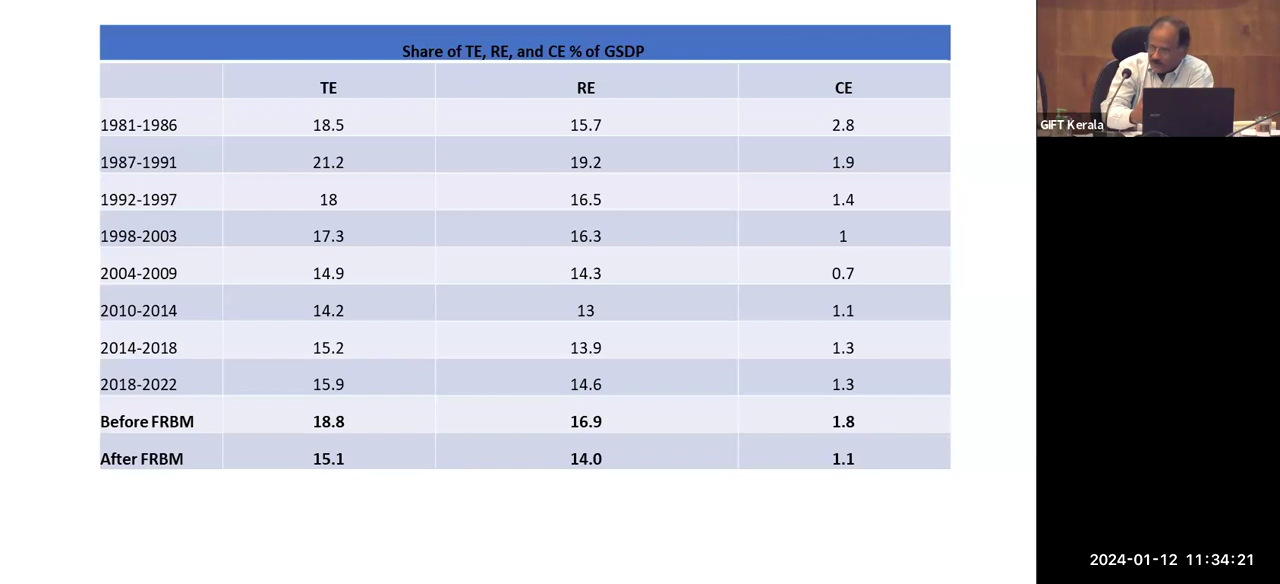 Share of TE, RE, and CE % of GSDP
TE RE CE
1981-1986 18.5 15.7 2.8
1987-1991 21.2 19.2 1.9
1992-1997 18 16.5 1.4
1998-2003 17.3 16.3 1
2004-2009 14.9 14.3 0.7
2010-2014 14.2 13 1.1
2014-2018 15.2 13.9 1.3
2018-2022 15.9 14.6 1.3
Before FRBM 18.8 16.9 1.8
After FRBM 15.1 14.0 1.1
GIFT Kerala
2024-01-12 11:34:21